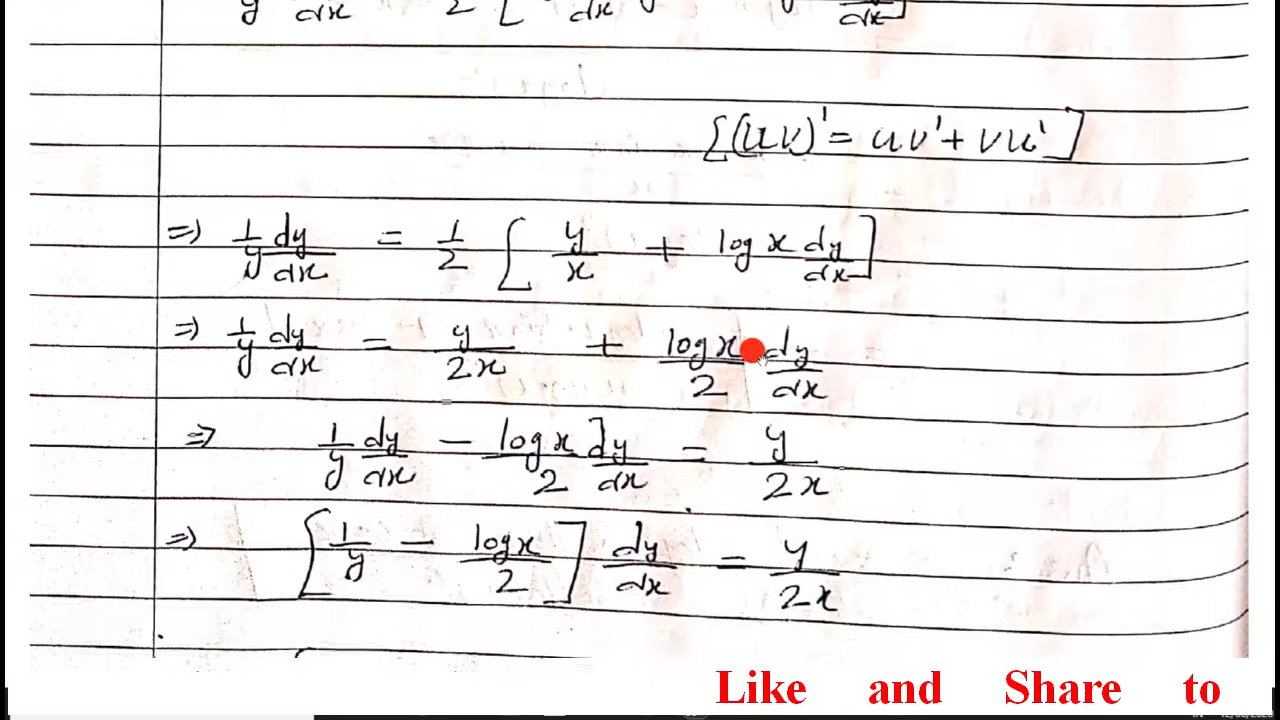 [(uv)' = uv' + vu']
=> 1/y dy/dx = 1/2 [ y/x + log x dy/dx ]
=> 1/y dy/dx = y/2x + log x/2 dy/dx
=> 1/y dy/dx - log x/2 dy/dx = y/2x
=> [ 1/y - log x/2 ] dy/dx = y/2x
Like and Share to